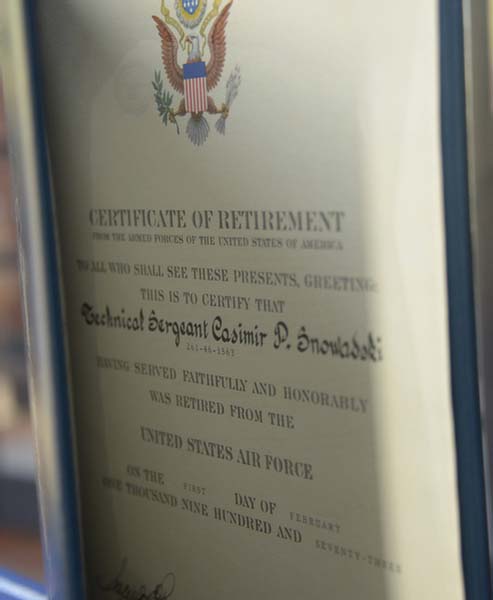 CERTIFICATE OF RETIREMENT
FROM THE ARMED FORCES OF THE UNITED STATES OF AMERICA
TO ALL WHO SHALL SEE THESE PRESENTS, GREETING:
THIS IS TO CERTIFY THAT
Technical Sergeant Casimir P. Snowadski
HAVING SERVED FAITHFULLY AND HONORABLY
WAS RETIRED FROM THE
UNITED STATES AIR FORCE
ON THE FIRST DAY OF FEBRUARY
ONE THOUSAND NINE HUNDRED AND SEVENTY-THREE